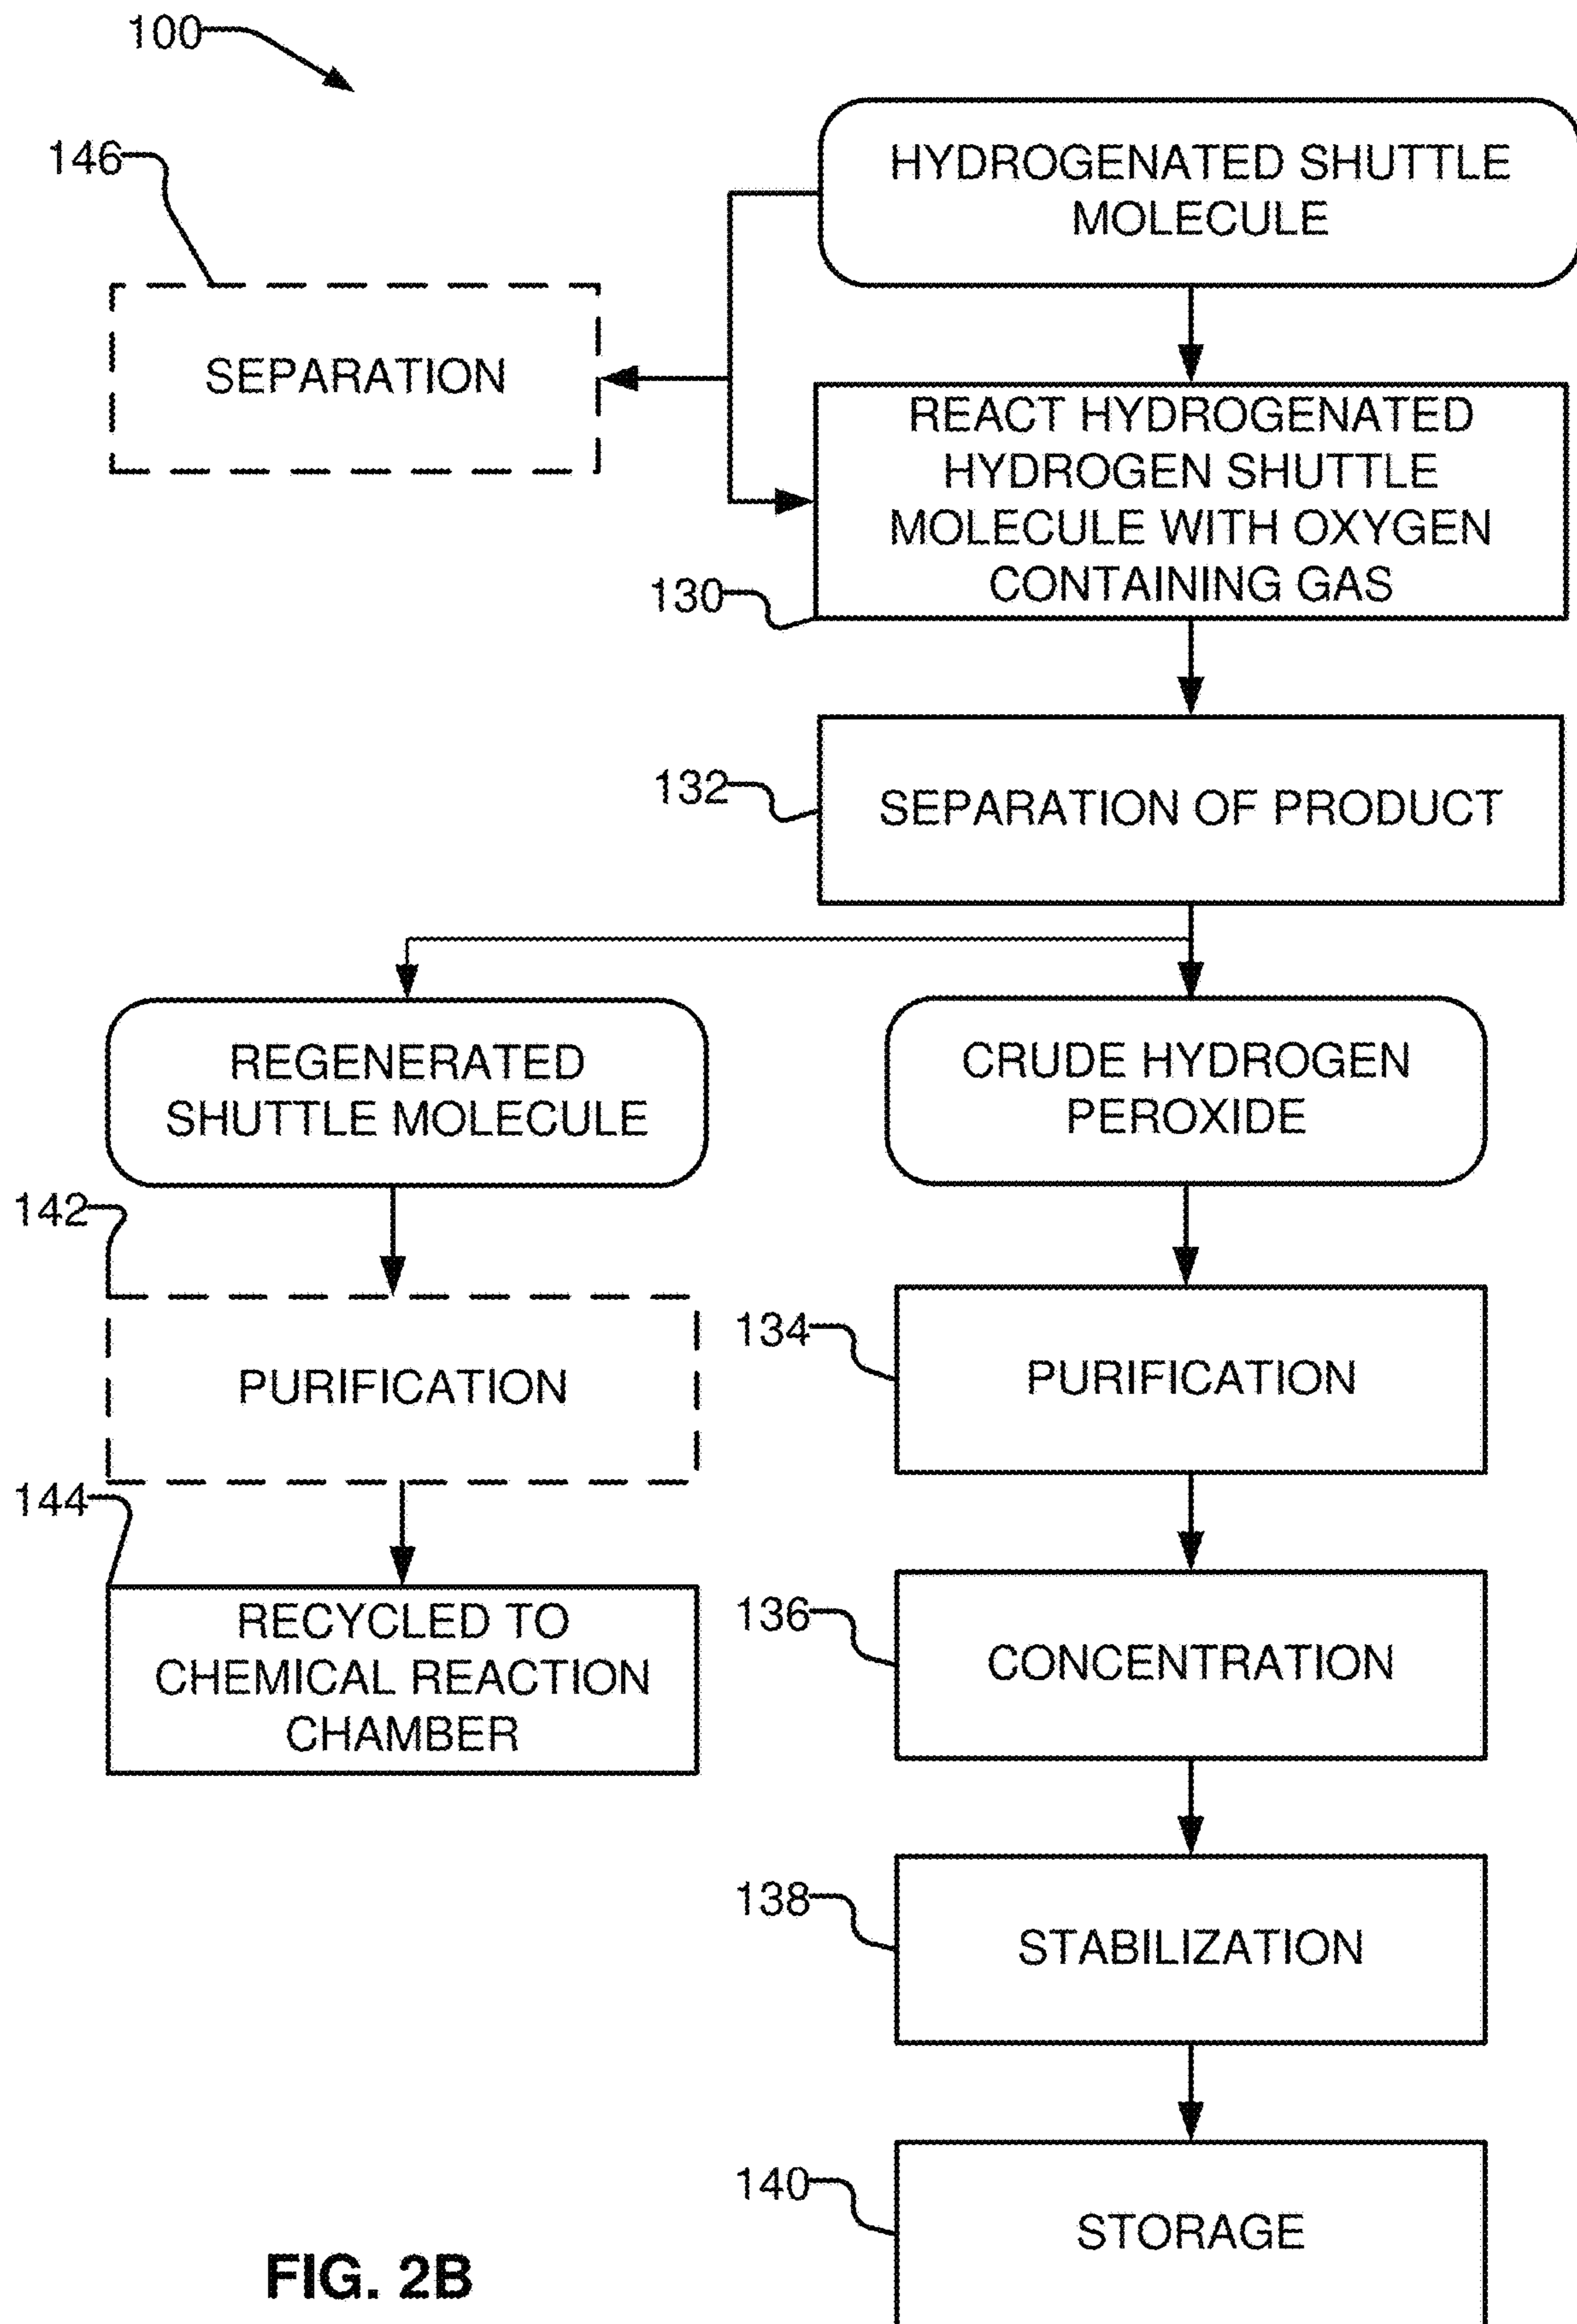 100
146
HYDROGENATED SHUTTLE
MOLECULE
SEPARATION
REACT HYDROGENATED
HYDROGEN SHUTTLE
MOLECULE WITH OXYGEN
CONTAINING GAS
130
132
SEPARATION OF PRODUCT
REGENERATED
SHUTTLE MOLECULE
CRUDE HYDROGEN
PEROXIDE
142
PURIFICATION
134
PURIFICATION
144
RECYCLED TO
CHEMICAL REACTION
CHAMBER
136
CONCENTRATION
138
STABILIZATION
140
STORAGE
FIG. 2B